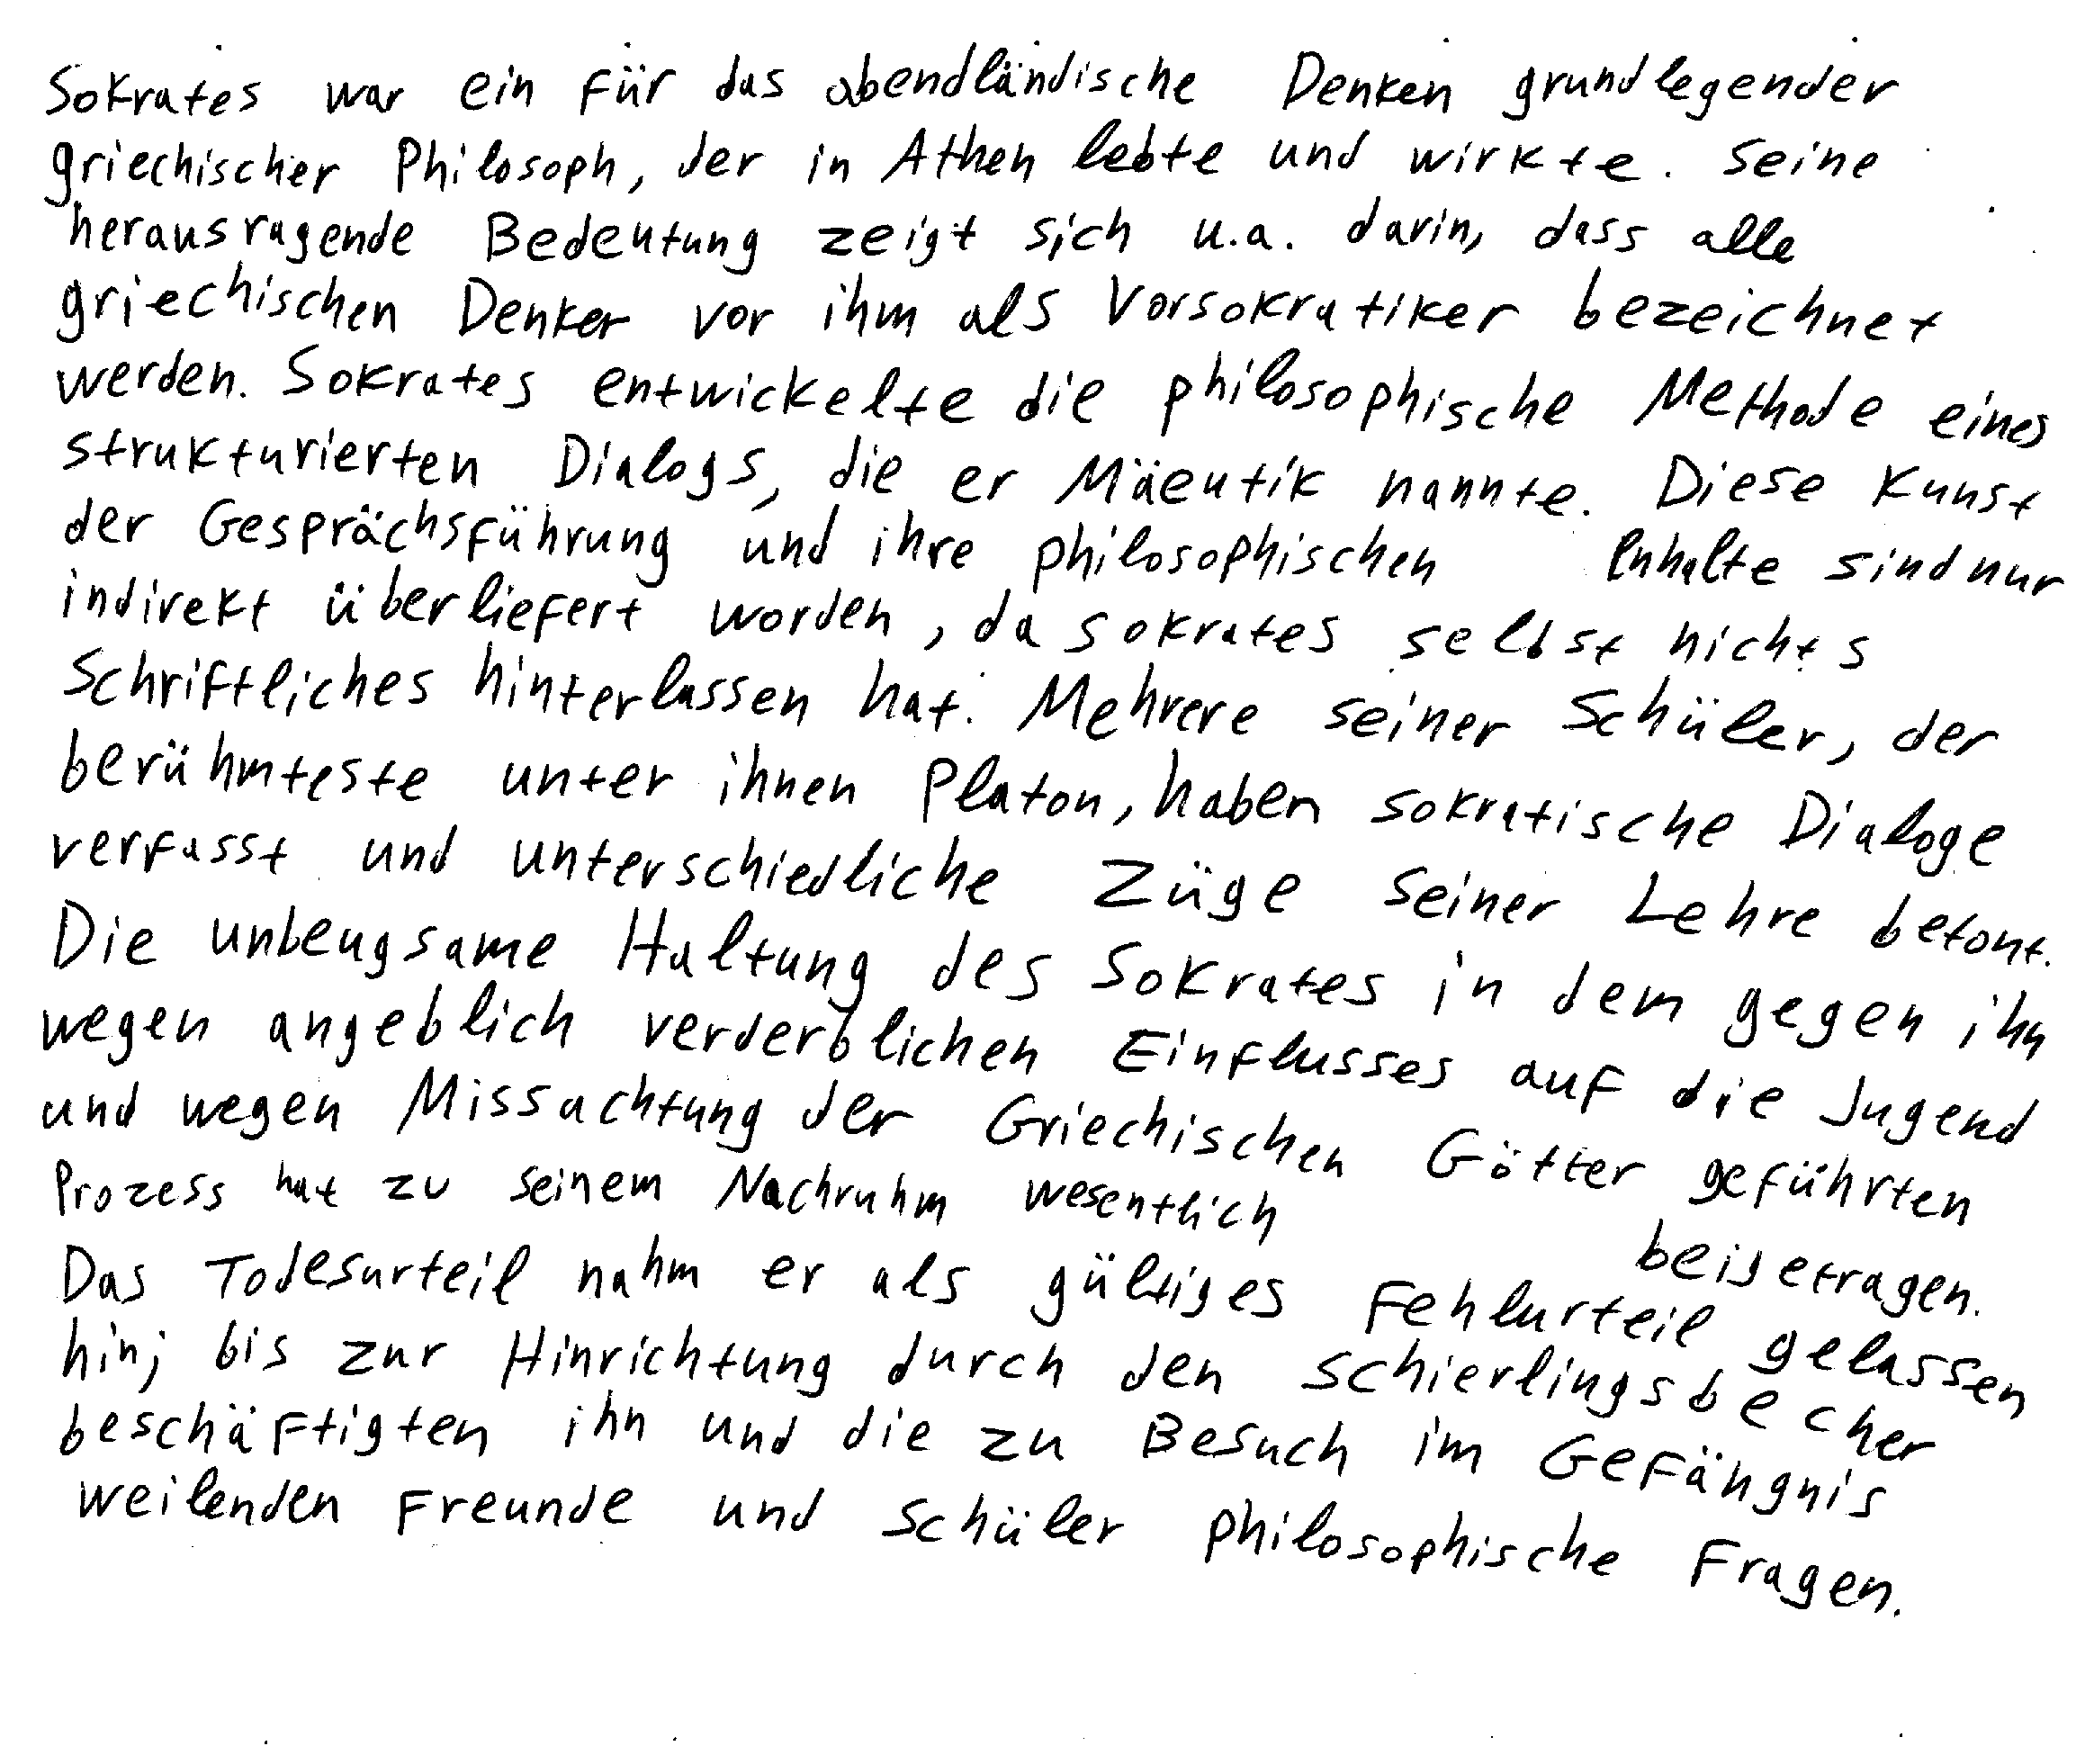 Sokrates war ein für das abendländische Denken grundlegender
griechischer Philosoph, der in Athen lebte und wirkte. Seine
herausragende Bedeutung zeigt sich u.a. darin, dass alle
griechischen Denker vor ihm als Vorsokratiker bezeichnet
werden. Sokrates entwickelte die philosophische Methode eines
strukturierten Dialogs, die er Mäeutik nannte. Diese Kunst
der Gesprächsführung und ihre philosophischen Inhalte sind nur
indirekt überliefert worden, da Sokrates selbst nichts
Schriftliches hinterlassen hat. Mehrere seiner Schüler, der
berühmteste unter ihnen Platon, haben sokratische Dialoge
verfasst und unterschiedliche Züge seiner Lehre betont.
Die unbeugsame Haltung des Sokrates in dem gegen ihn
wegen angeblich verderblichen Einflusses auf die Jugend
und wegen Missachtung der Griechischen Götter geführten
Prozess hat zu seinem Nachruhm wesentlich beigetragen.
Das Todesurteil nahm er als gültiges Fehlurteil gelassen
hin; bis zur Hinrichtung durch den Schierlingsbecher
beschäftigten ihn und die zu Besuch im Gefängnis
weilenden Freunde und Schüler philosophische Fragen.